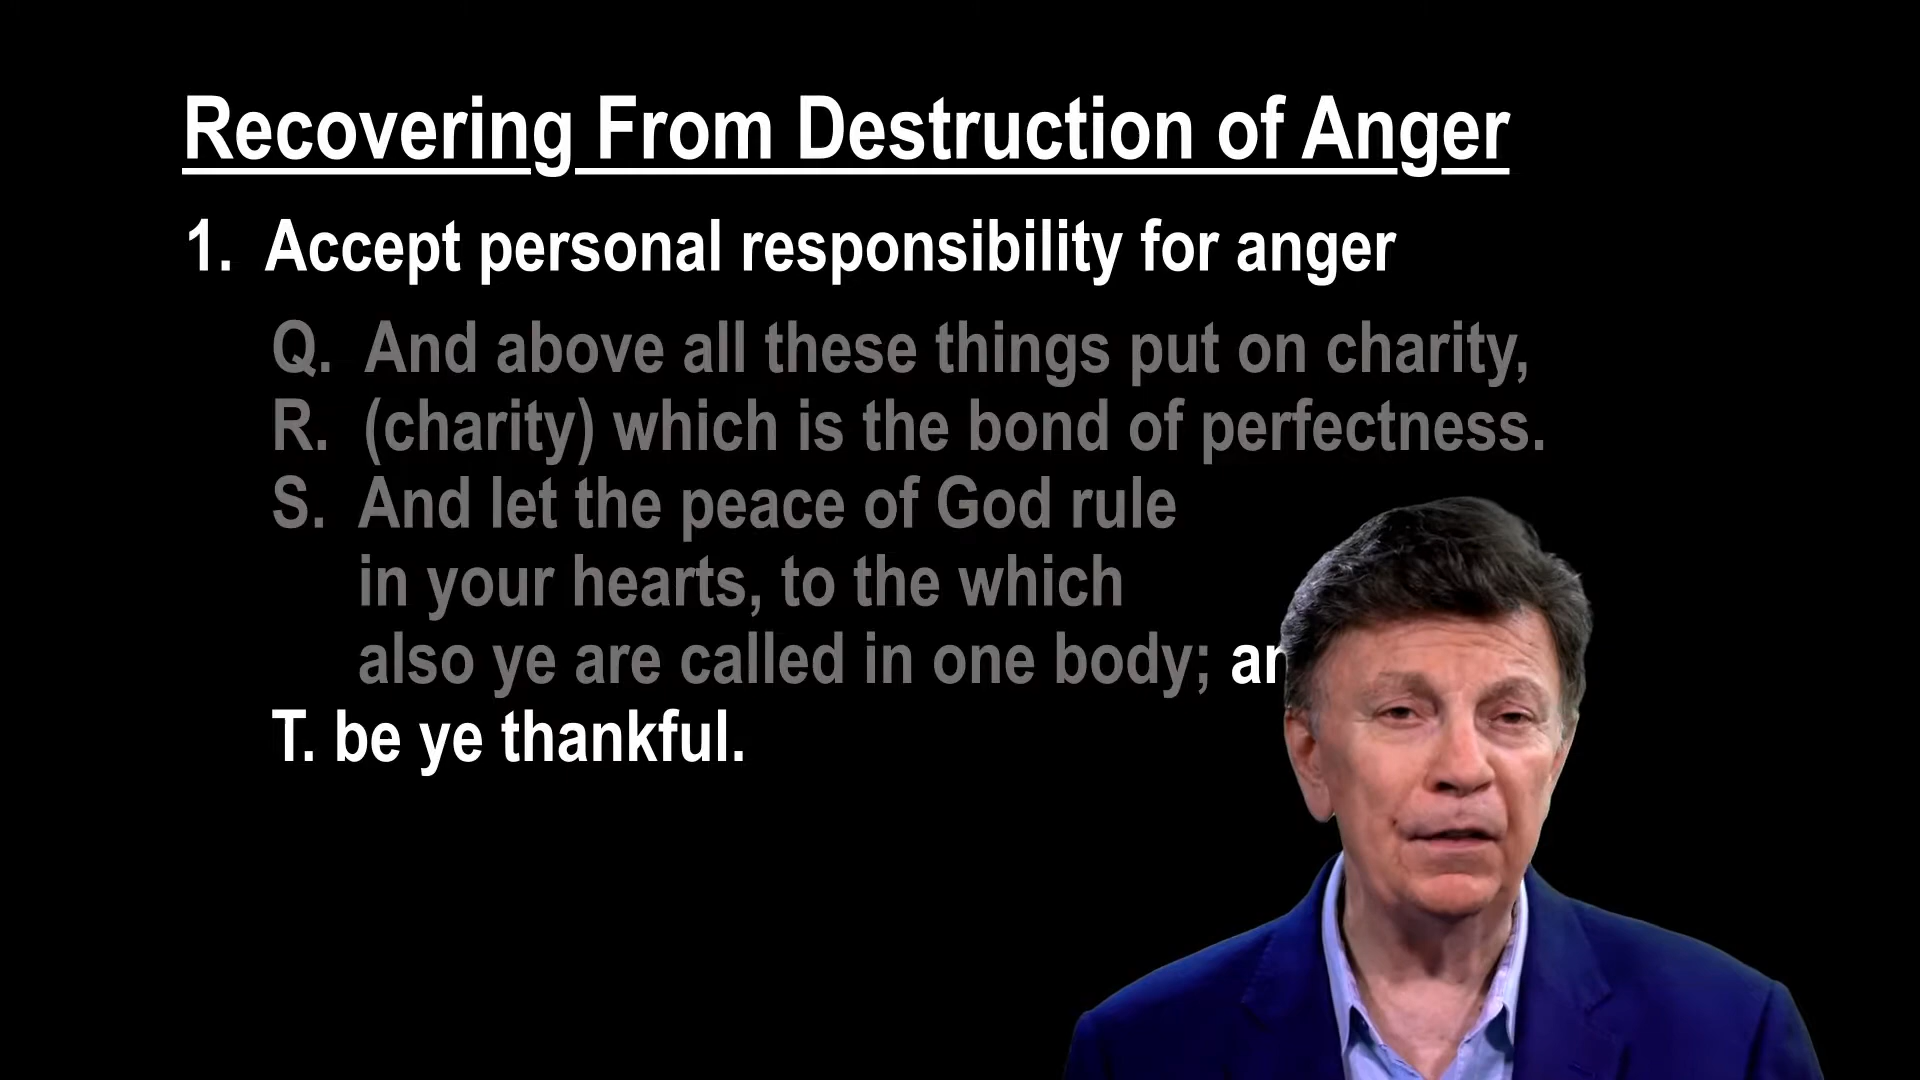 Recovering From Destruction of Anger
1. Accept personal responsibility for anger
Q. And above all these things put on charity,
R. (charity) which is the bond of perfectness.
S. And let the peace of God rule
in your hearts, to the which
also ye are called in one body;
T. be ye thankful.